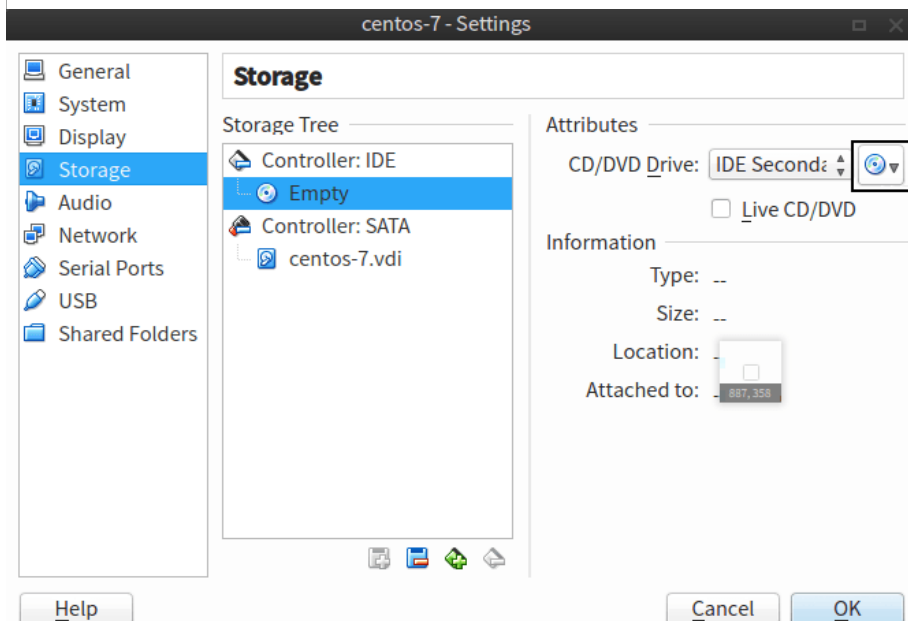 centos-7 - Settings
General
System
Display
Storage
Audio
Network
Serial Ports
USB
Shared Folders
Storage
Storage Tree
Controller: IDE
Empty
Controller: SATA
centos-7.vdi
Attributes
CD/DVD Drive: IDE Seconda
Live CD/DVD
Information
Type: --
Size: --
Location: -
Attached to: -
887,358
Help
Cancel
OK